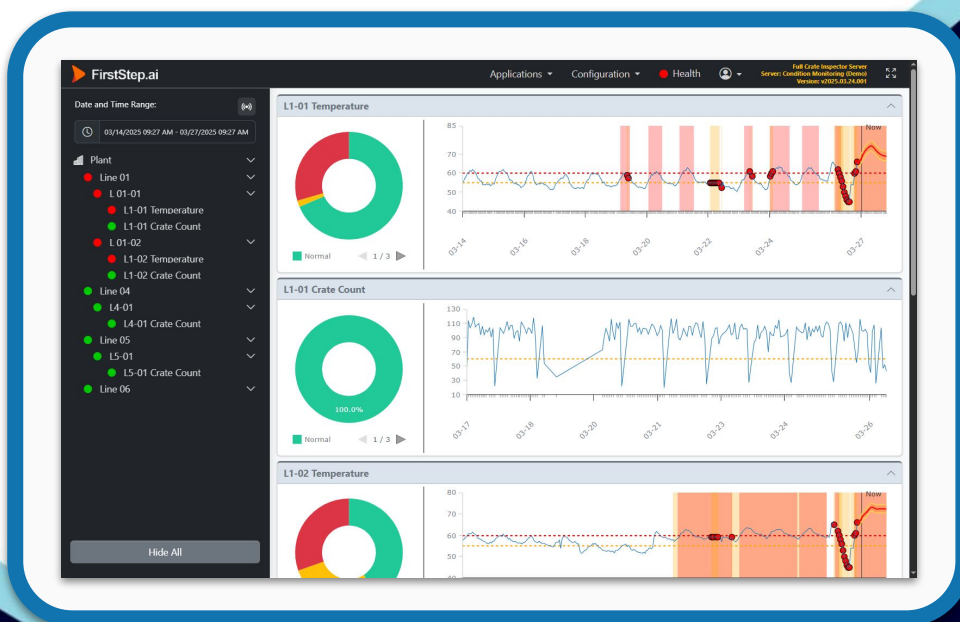 FirstStep.ai
Applications
Configuration
Health
Full Crate Inspector Server
Server: Condition Monitoring (Demo)
Version: v2025.03.24.001
Date and Time Range:
03/14/2025 09:27 AM - 03/27/2025 09:27 AM
Plant
Line 01
L 01-01
L1-01 Temperature
L1-01 Crate Count
L 01-02
L1-02 Temperature
L1-02 Crate Count
Line 04
L4-01
L4-01 Crate Count
Line 05
L5-01
L5-01 Crate Count
Line 06
Hide All
L1-01 Temperature
Normal
1 / 3
85
70
60
50
40
Now
03-14
03-16
03-18
03-20
03-22
03-24
03-27
L1-01 Crate Count
100.0%
Normal
1 / 3
130
110
90
70
50
30
10
03-17
03-18
03-20
03-21
03-23
03-24
03-26
L1-02 Temperature
80
70
60
50
40
Now